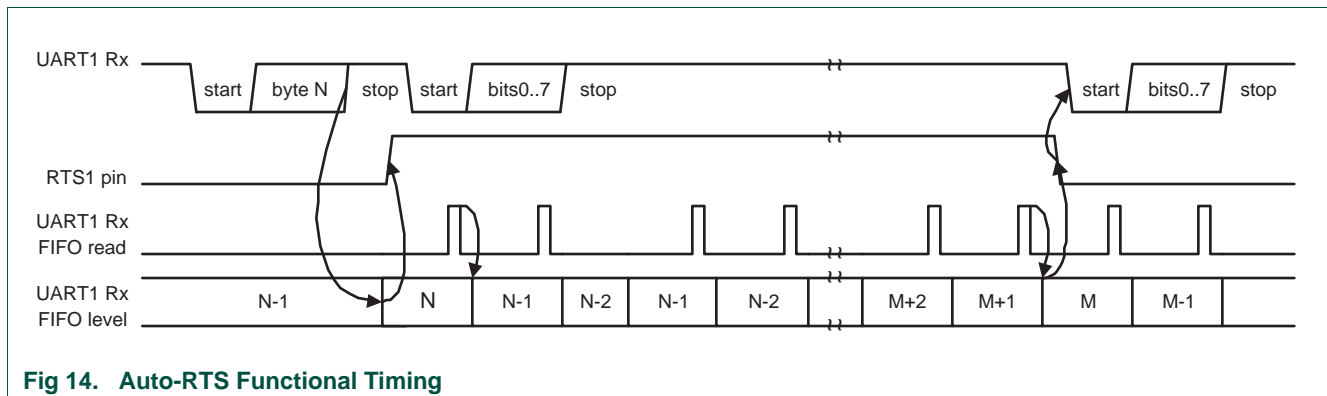 UART1 Rx
start byte N stop start bits0..7 stop start bits0..7 stop
RTS1 pin
UART1 Rx
FIFO read
UART1 Rx
FIFO level
N-1 N N-1 N-2 N-1 N-2 M+2 M+1 M M-1
Fig 14. Auto-RTS Functional Timing